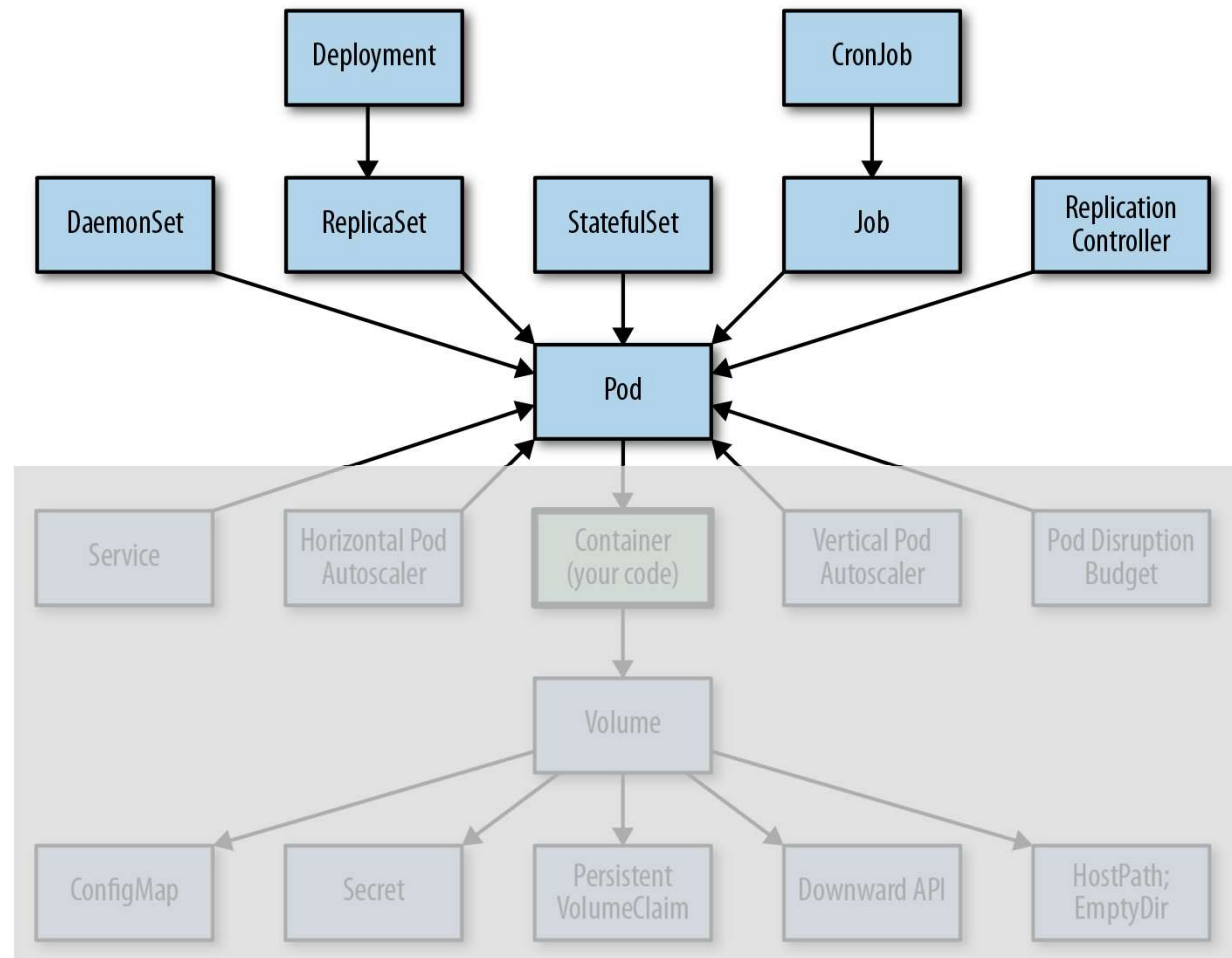 Deployment
CronJob
DaemonSet
ReplicaSet
StatefulSet
Job
Replication
Controller
Pod
Service
Horizontal Pod
Autoscaler
Container
(your code)
Vertical Pod
Autoscaler
Pod Disruption
Budget
Volume
ConfigMap
Secret
Persistent
VolumeClaim
Downward API
HostPath;
EmptyDir